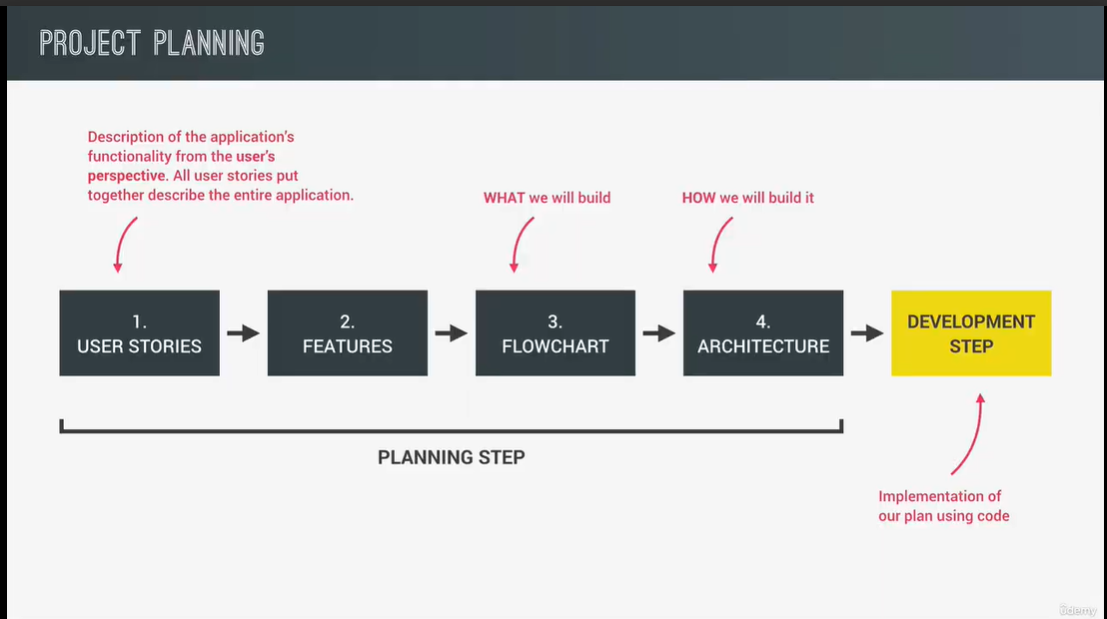 PROJECT PLANNING
Description of the application's
functionality from the user's
perspective. All user stories put
together describe the entire application.
WHAT we will build
HOW we will build it
1.
USER STORIES
2.
FEATURES
3.
FLOWCHART
4.
ARCHITECTURE
DEVELOPMENT
STEP
PLANNING STEP
Implementation of
our plan using code
ûdemy